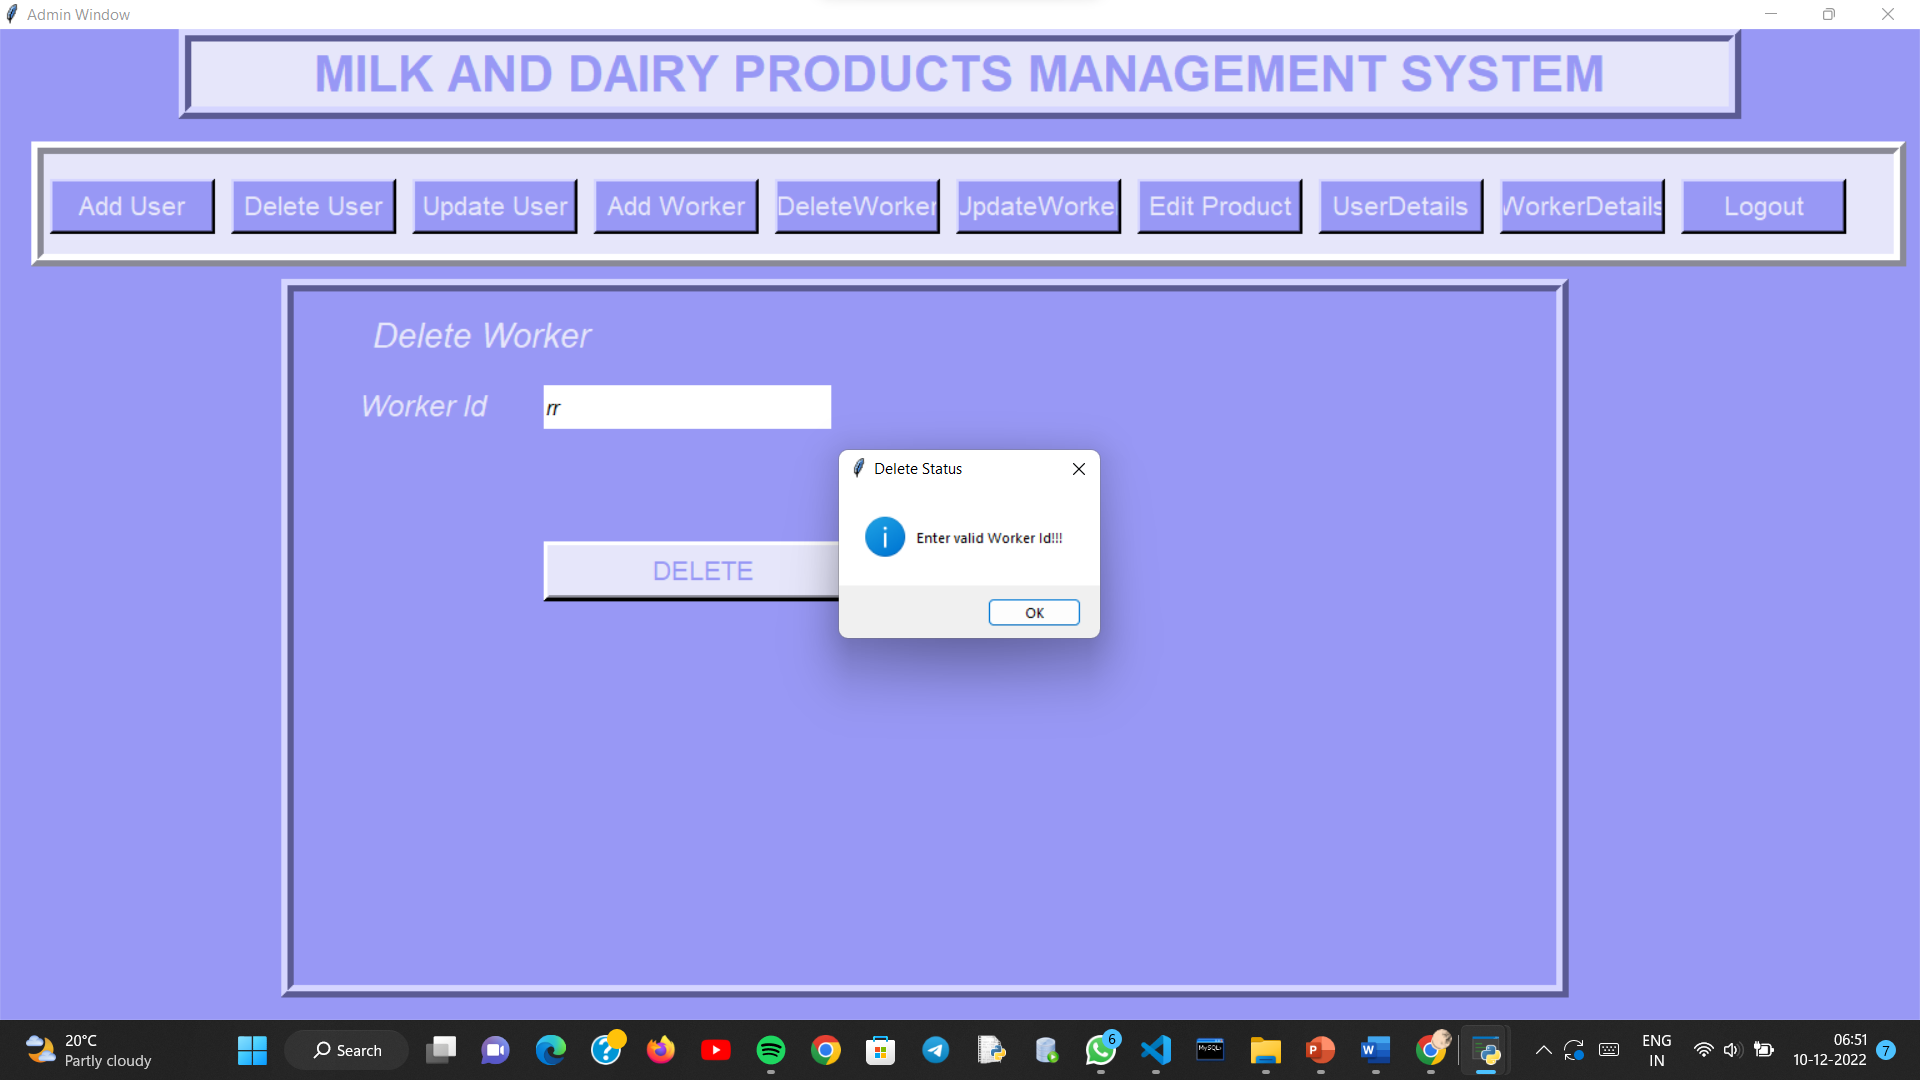 Admin Window
MILK AND DAIRY PRODUCTS MANAGEMENT SYSTEM
Add User Delete User Update User Add Worker DeleteWorker UpdateWorke Edit Product UserDetails WorkerDetails Logout
Delete Worker
Worker Id rr
Delete Status
Enter valid Worker Id!!!
DELETE
OK
20°C
Partly cloudy
Search
6
MySQL
ENG
IN
06:51
10-12-2022
7